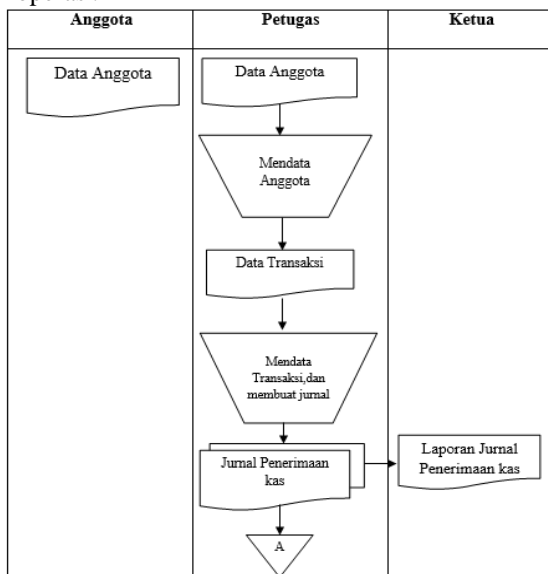 Anggota
Petugas
Ketua
Data Anggota
Data Anggota
Mendata
Anggota
Data Transaksi
Mendata
Transaksi,dan
membuat jurnal
Jurnal Penerimaan
kas
Laporan Jurnal
Penerimaan kas
A